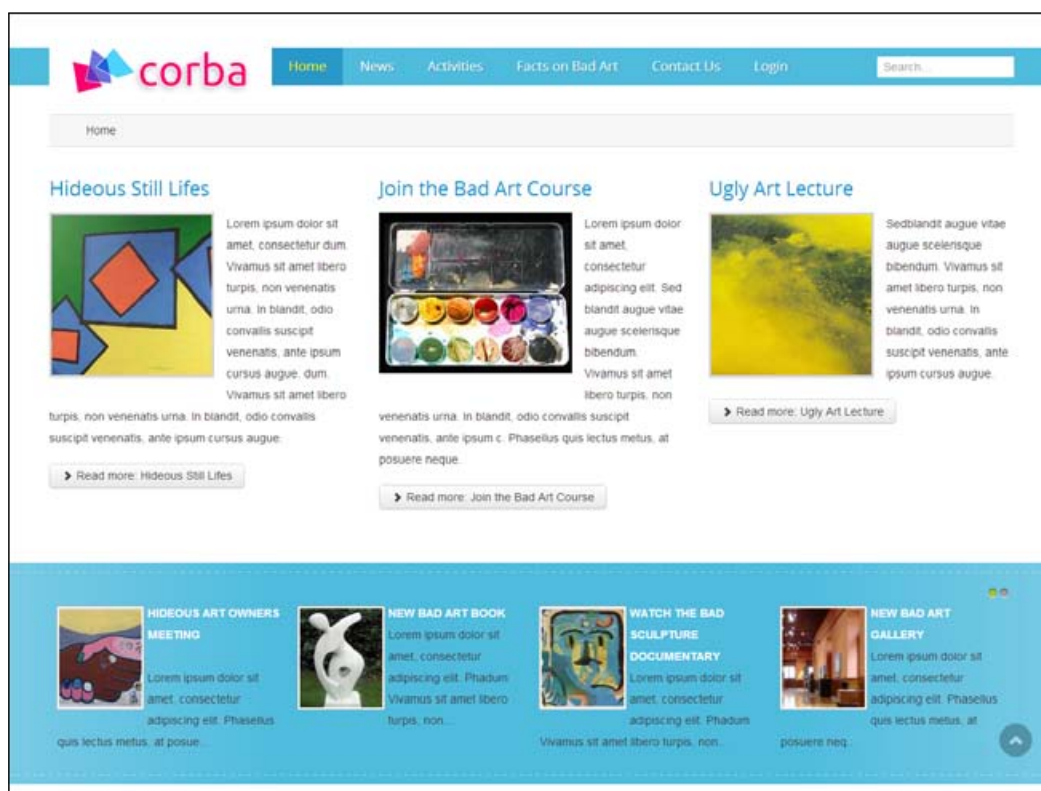 corba
Home News Activities Facts on Bad Art Contact Us Login Search...
Home
Hideous Still Lifes
Lorem ipsum dolor sit
amet, consectetur dum.
Vivamus sit amet libero
turpis, non venenatis
urna. In blandit, odio
convallis suscipit
venenatis, ante ipsum
cursus augue. dum.
Vivamus sit amet libero
turpis, non venenatis urna. In blandit, odio convallis
suscipit venenatis, ante ipsum cursus augue.
Read more: Hideous Still Lifes
Join the Bad Art Course
Lorem ipsum dolor
sit amet,
consectetur
adipiscing elit. Sed
blandit augue vitae
augue scelerisque
bibendum.
Vivamus sit amet
libero turpis, non
venenatis urna. In blandit, odio convallis suscipit
venenatis, ante ipsum c. Phasellus quis lectus metus, at
posuere neque.
Read more: Join the Bad Art Course
Ugly Art Lecture
Sedblandit augue vitae
augue scelerisque
bibendum. Vivamus sit
amet libero turpis, non
venenatis urna. In
blandit, odio convallis
suscipit venenatis, ante
ipsum cursus augue.
Read more: Ugly Art Lecture
HIDEOUS ART OWNERS
MEETING
Lorem ipsum dolor sit
amet, consectetur
adipiscing elit. Phasellus
quis lectus metus, at posue...
NEW BAD ART BOOK
Lorem ipsum dolor sit
amet, consectetur
adipiscing elit. Phadum
Vivamus sit amet libero
turpis, non...
WATCH THE BAD
SCULPTURE
DOCUMENTARY
Lorem ipsum dolor sit
amet, consectetur
adipiscing elit. Phadum
Vivamus sit amet libero turpis, non...
NEW BAD ART
GALLERY
Lorem ipsum dolor sit
amet, consectetur
adipiscing elit. Phasellus
quis lectus metus, at
posuere neq...